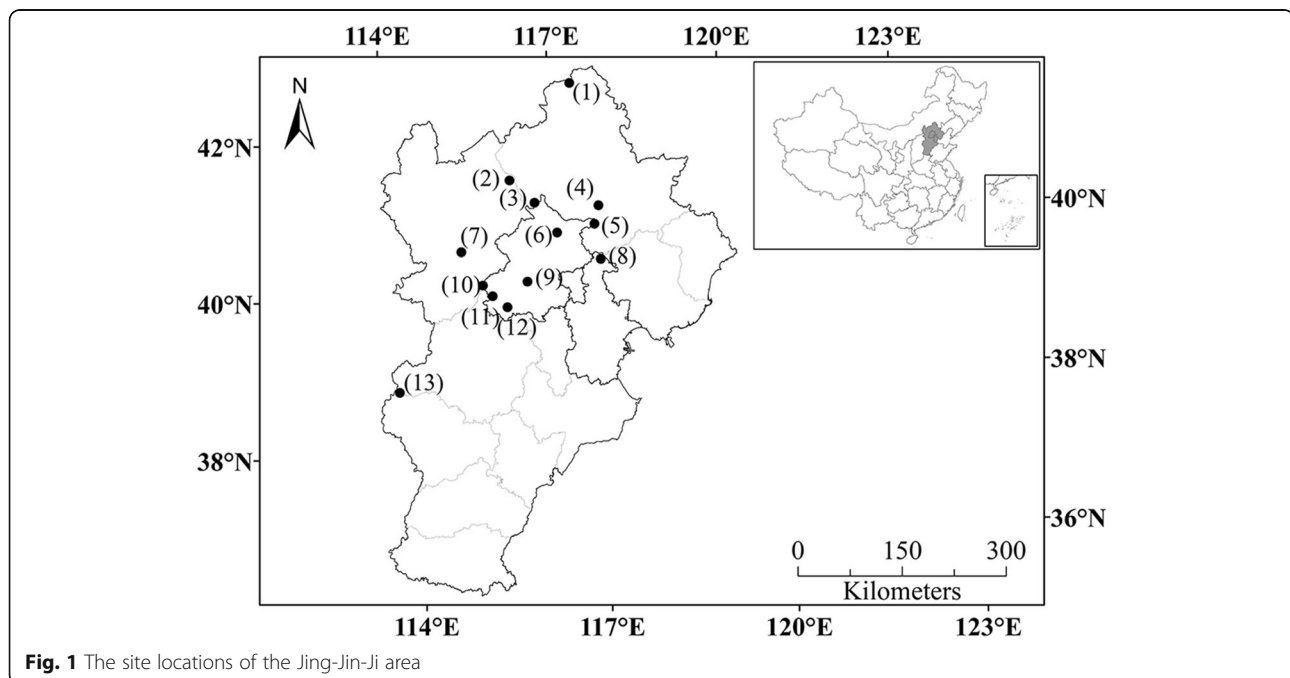 114°E 117°E 120°E 123°E
N
(1)
42°N
(2)
(3) (4)
40°N
(5)
(6)
(7)
(8)
(9)
(10)
40°N
(11) (12)
38°N
(13)
38°N
36°N
0 150 300
Kilometers
114°E 117°E 120°E 123°E
Fig. 1 The site locations of the Jing-Jin-Ji area